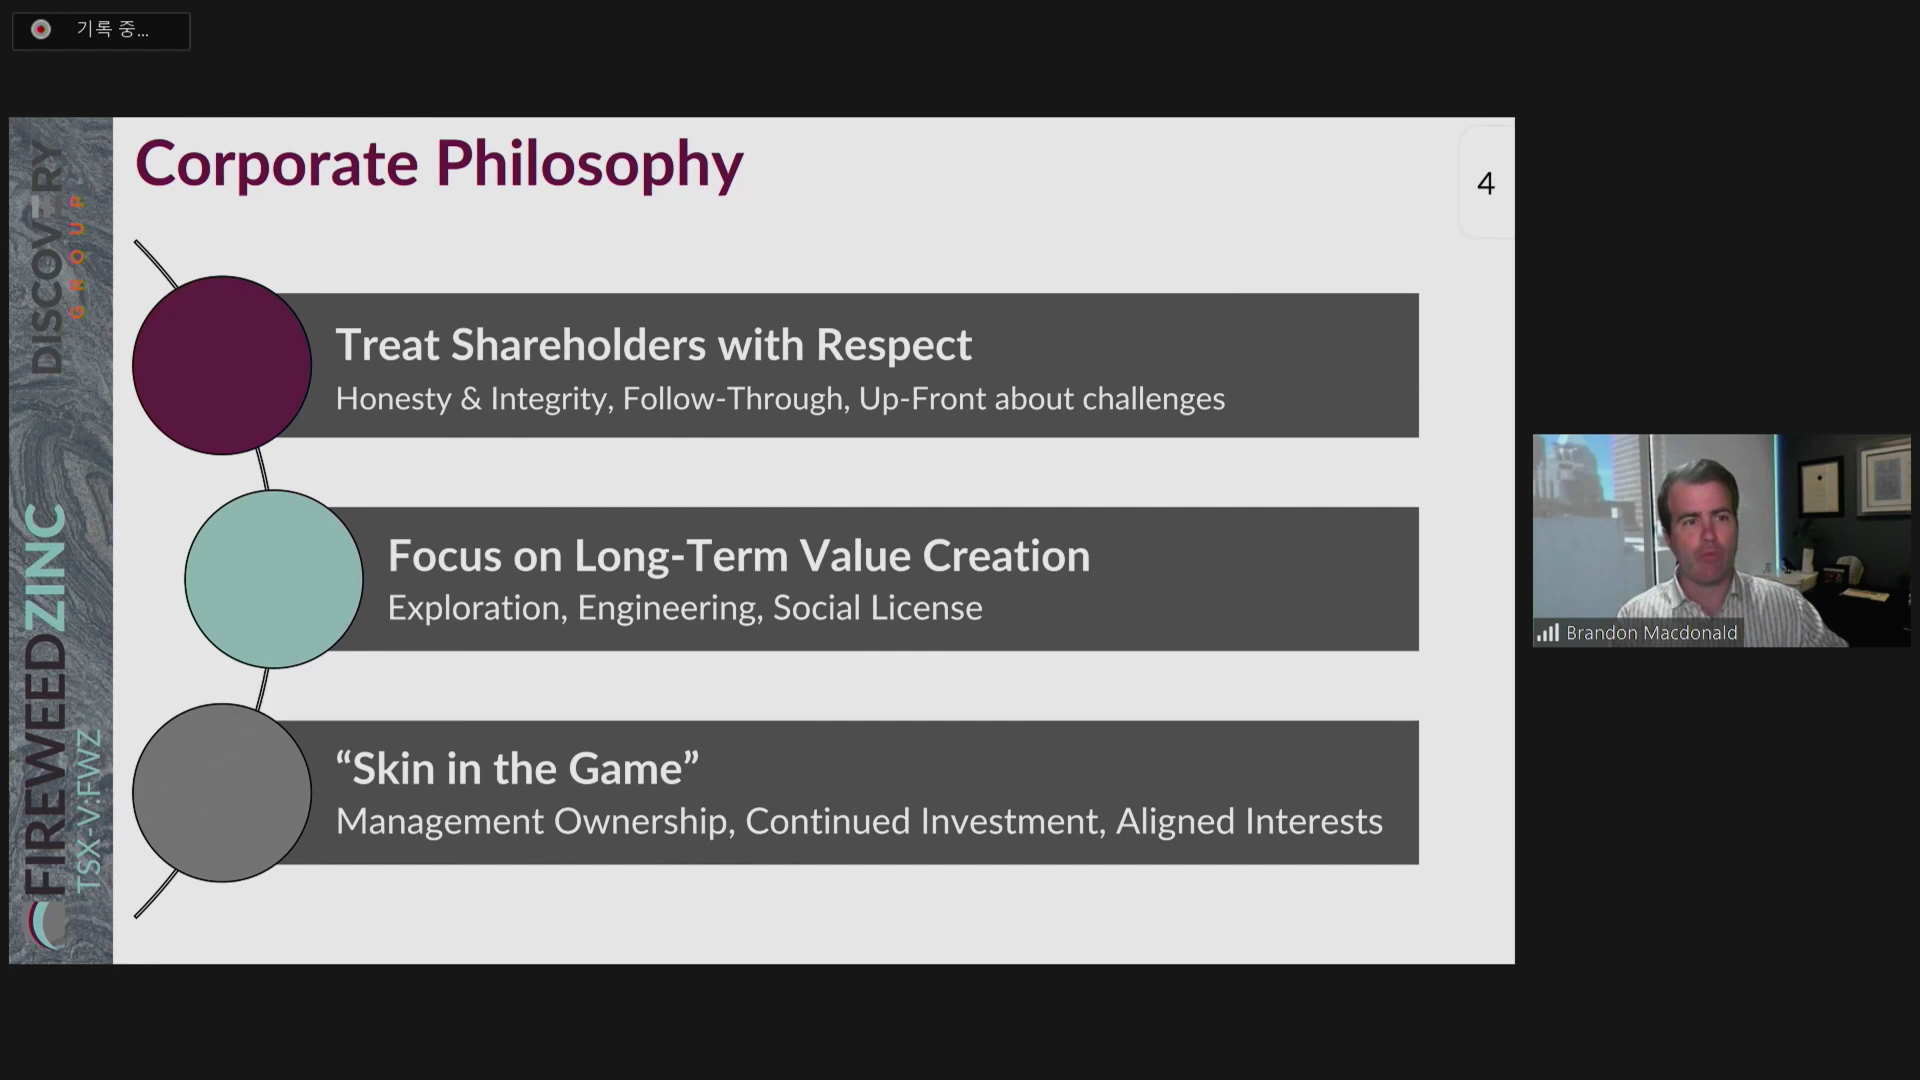 기록 중...
DISCOVERY
GROUP
FIREWEEDZINC
TSX-V:FWZ
Corporate Philosophy
4
Treat Shareholders with Respect
Honesty & Integrity, Follow-Through, Up-Front about challenges
Focus on Long-Term Value Creation
Exploration, Engineering, Social License
“Skin in the Game”
Management Ownership, Continued Investment, Aligned Interests
Brandon Macdonald